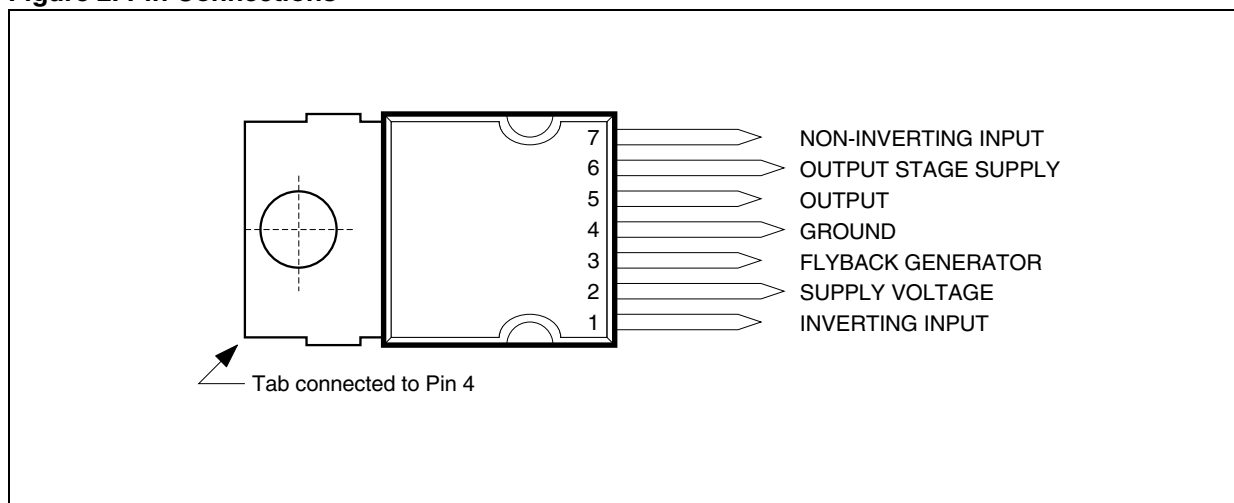 Figure 2. Pin Connections
7 NON-INVERTING INPUT
6 OUTPUT STAGE SUPPLY
5 OUTPUT
4 GROUND
3 FLYBACK GENERATOR
2 SUPPLY VOLTAGE
1 INVERTING INPUT
Tab connected to Pin 4